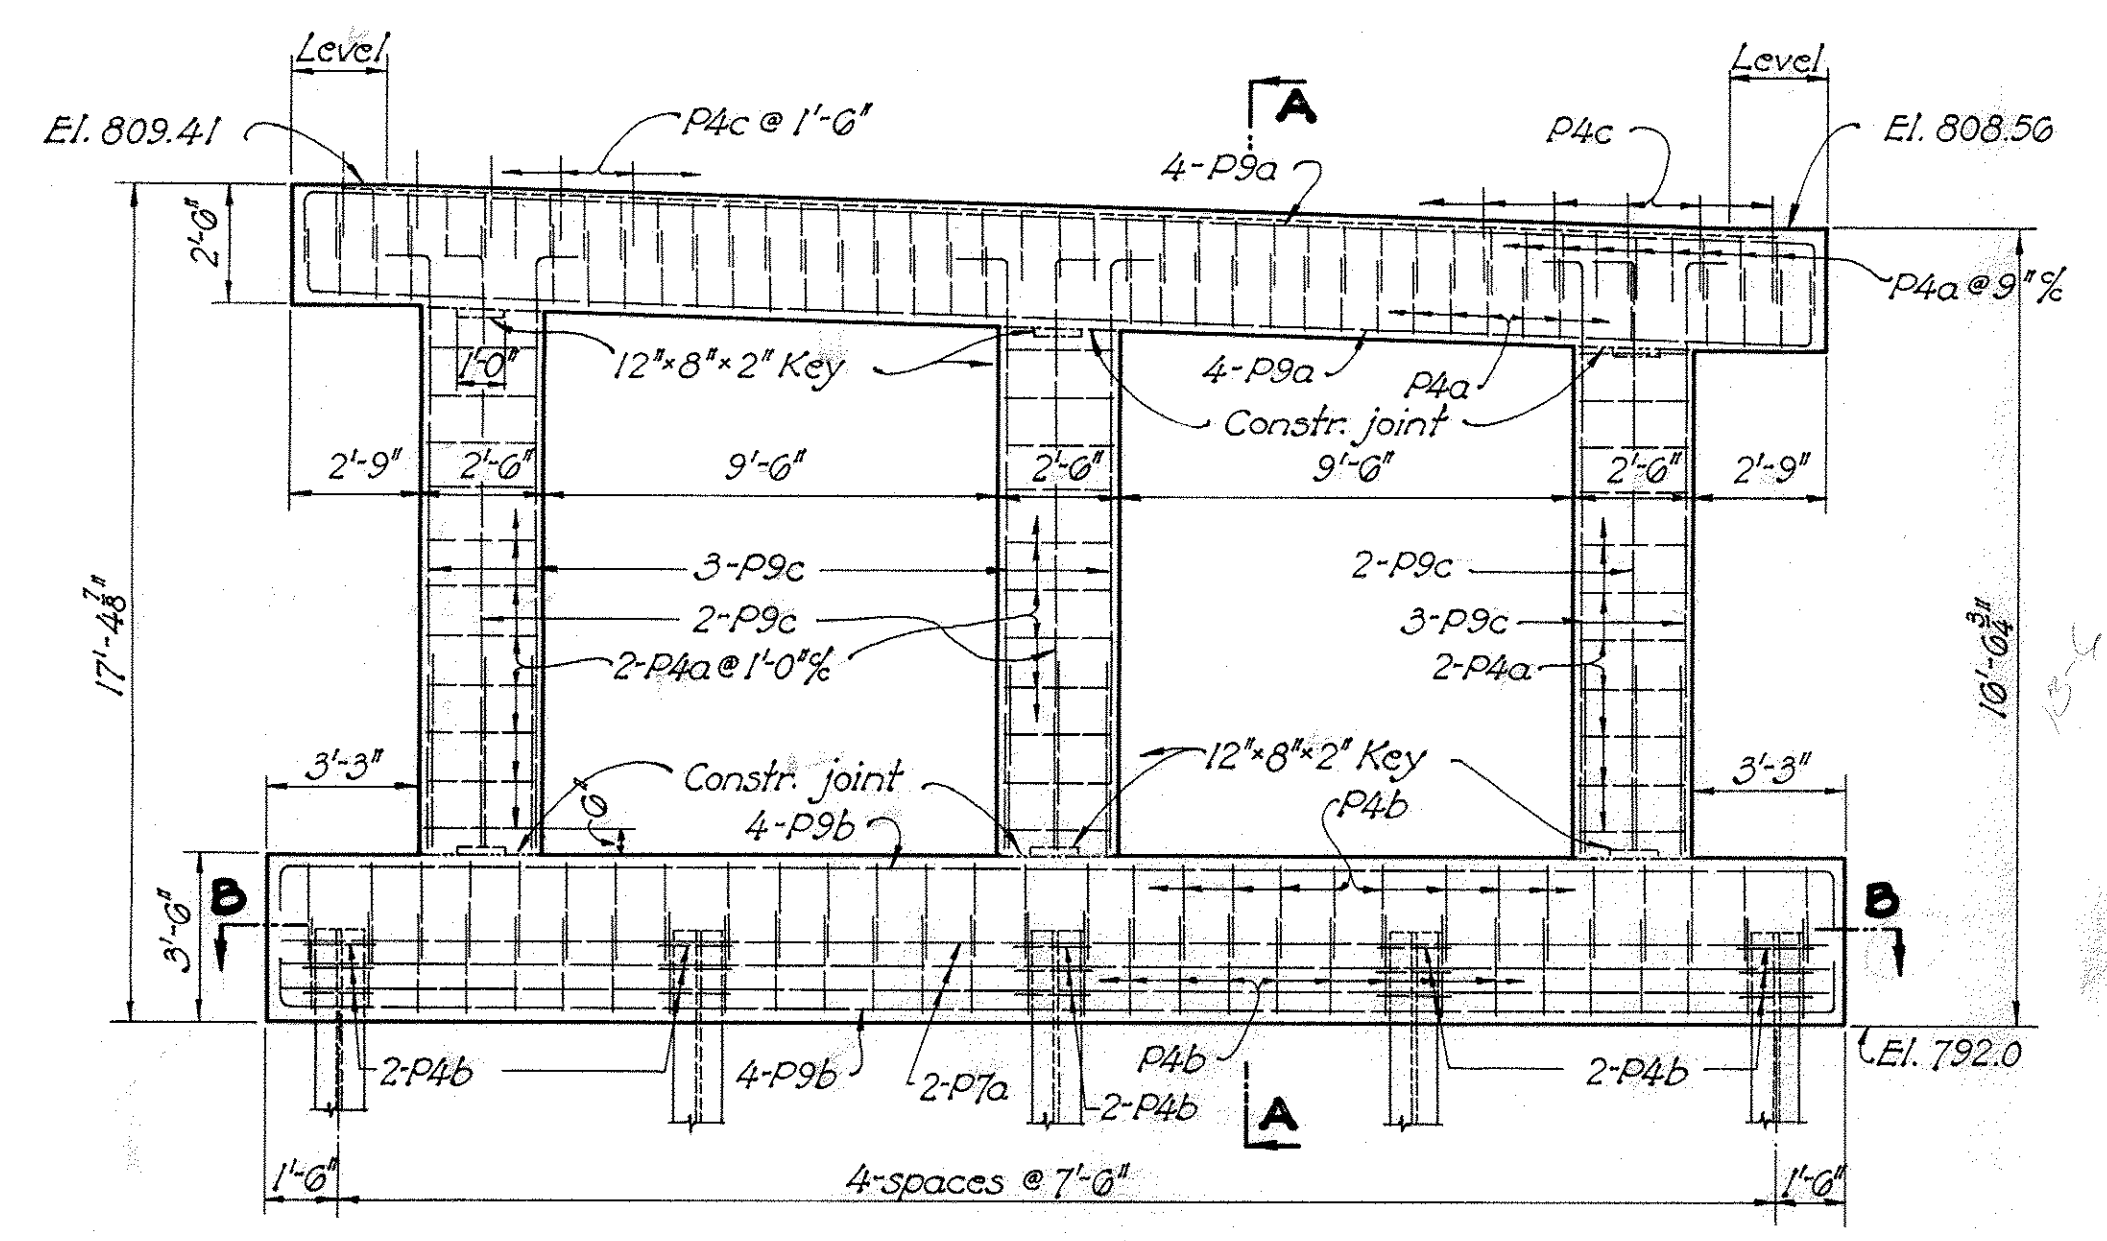 Level
Level
El. 809.41
P4c @ 1'-6"
A
4-P9a
P4c
El. 808.56
2'-6"
P4a @ 9" c/c
1'-0"
12"×8"×2" Key
4-P9a
P4a
Constr. joint
2'-9"
2'-6"
9'-6"
2'-6"
9'-6"
2'-6"
2'-9"
17'-4 7/8"
3-P9c
2-P9c
2-P9c
3-P9c
16'-6 3/4"
2-P4a @ 1'-0" c/c
2-P4a
3'-3"
Constr. joint
6"
12"×8"×2" Key
3'-3"
4-P9b
P4b
B
B
3'-6"
2-P4b
4-P9b
2-P7a
P4b
2-P4b
2-P4b
El. 792.0
A
1'-6"
4-spaces @ 7'-6"
1'-6"